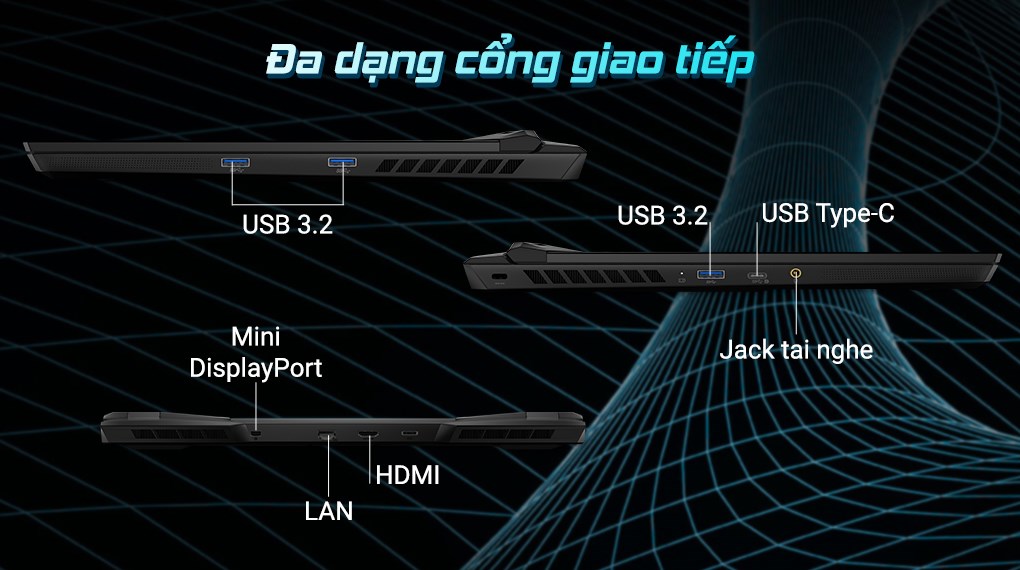 Đa dạng cổng giao tiếp
USB 3.2
USB 3.2
USB Type-C
Jack tai nghe
Mini
DisplayPort
HDMI
LAN